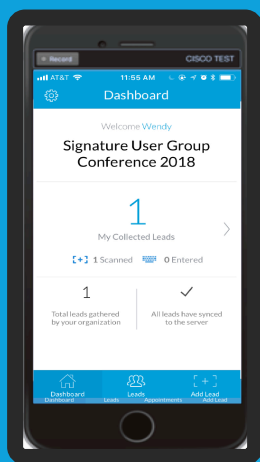 Record
CISCO TEST
AT&T 11:55 AM
Dashboard
Welcome Wendy
Signature User Group
Conference 2018
1
My Collected Leads
1 Scanned 0 Entered
1
Total leads gathered
by your organization
All leads have synced
to the server
Dashboard Leads Add Lead
Dashboard Leads Appointments Add Lead